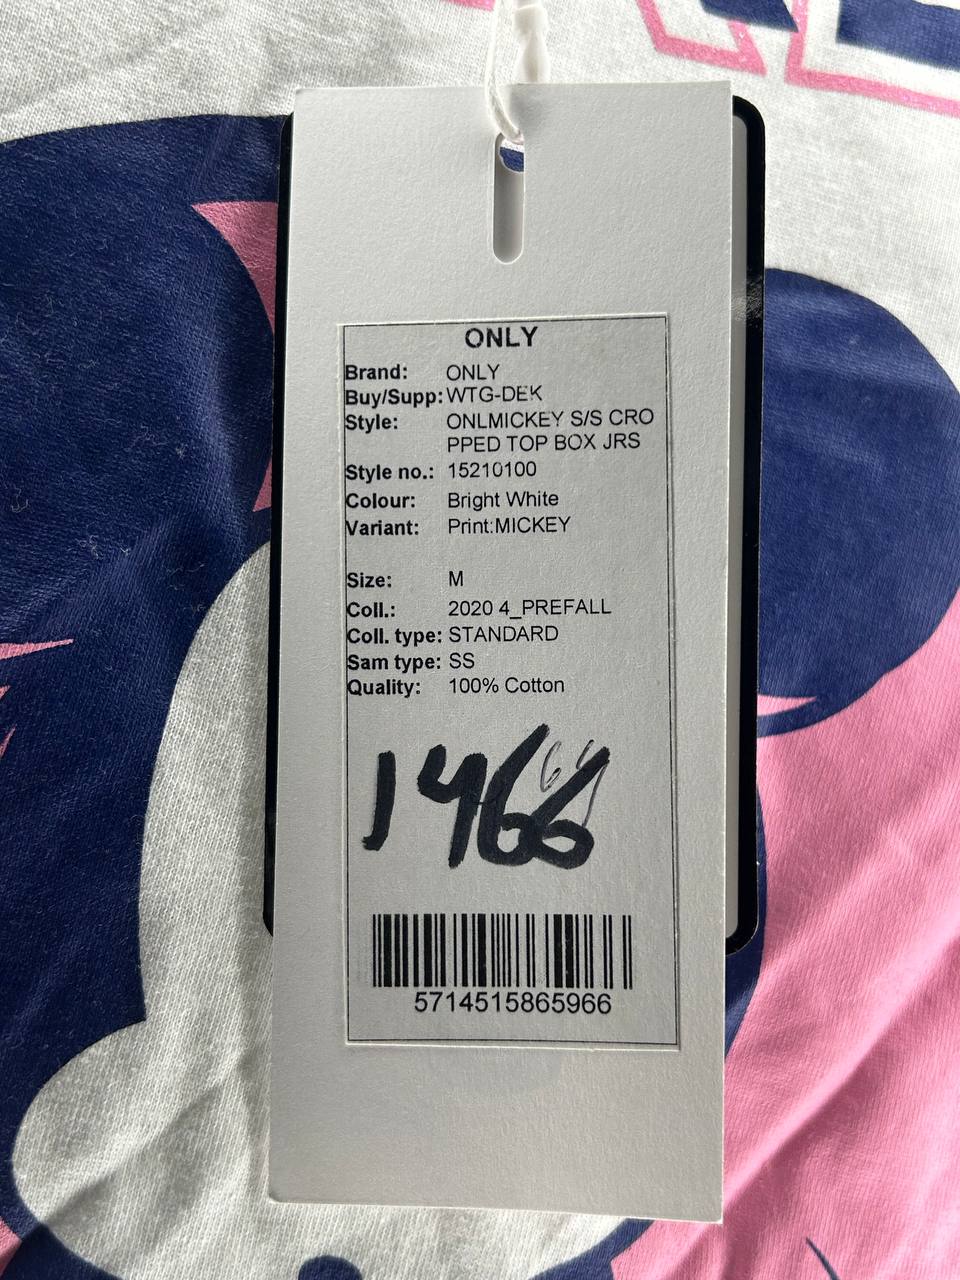 ONLY
Brand: ONLY
Buy/Supp: WTG-DEK
Style: ONLMICKEY S/S CRO
PPED TOP BOX JRS
Style no.: 15210100
Colour: Bright White
Variant: Print:MICKEY
Size: M
Coll.: 2020 4_PREFALL
Coll. type: STANDARD
Sam type: SS
Quality: 100% Cotton
1466
5714515865966